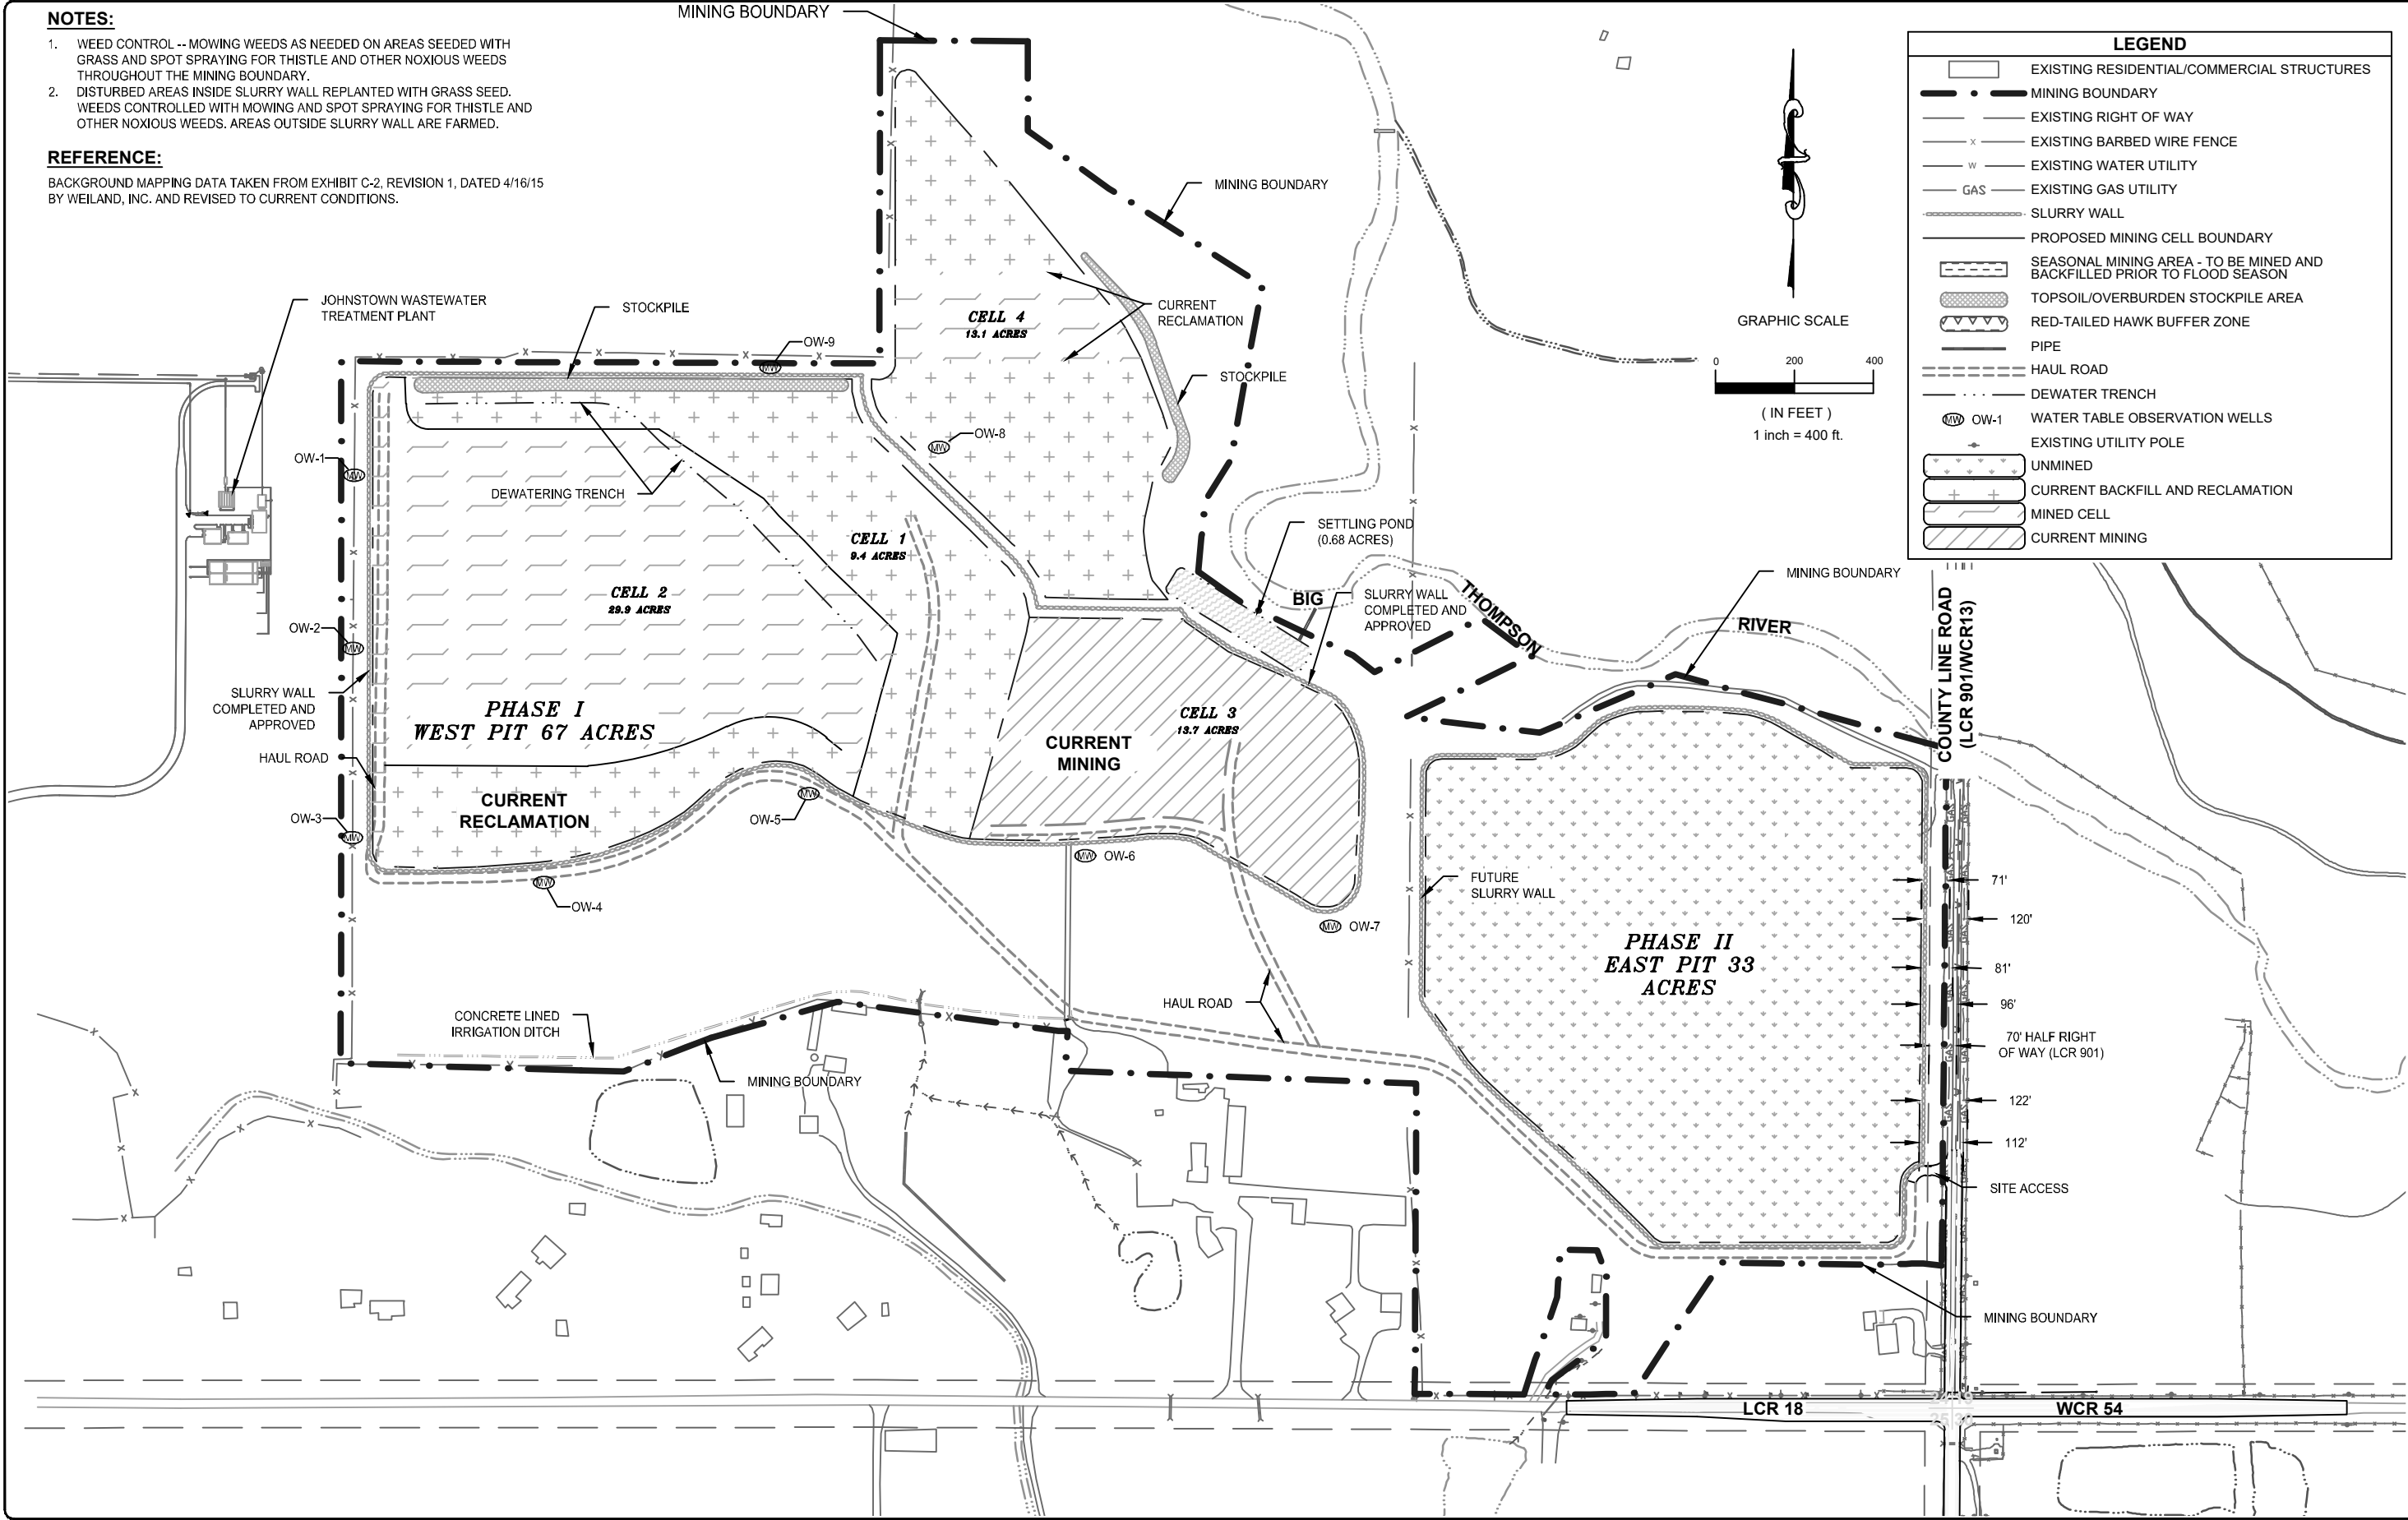 NOTES:
1. WEED CONTROL -- MOWING WEEDS AS NEEDED ON AREAS SEEDED WITH
GRASS AND SPOT SPRAYING FOR THISTLE AND OTHER NOXIOUS WEEDS
THROUGHOUT THE MINING BOUNDARY.
2. DISTURBED AREAS INSIDE SLURRY WALL REPLANTED WITH GRASS SEED.
WEEDS CONTROLLED WITH MOWING AND SPOT SPRAYING FOR THISTLE AND
OTHER NOXIOUS WEEDS. AREAS OUTSIDE SLURRY WALL ARE FARMED.
REFERENCE:
BACKGROUND MAPPING DATA TAKEN FROM EXHIBIT C-2, REVISION 1, DATED 4/16/15
BY WEILAND, INC. AND REVISED TO CURRENT CONDITIONS.
MINING BOUNDARY
MINING BOUNDARY
GRAPHIC SCALE
0 200 400
( IN FEET )
1 inch = 400 ft.
LEGEND
EXISTING RESIDENTIAL/COMMERCIAL STRUCTURES
MINING BOUNDARY
EXISTING RIGHT OF WAY
X EXISTING BARBED WIRE FENCE
W EXISTING WATER UTILITY
GAS EXISTING GAS UTILITY
SLURRY WALL
PROPOSED MINING CELL BOUNDARY
SEASONAL MINING AREA - TO BE MINED AND
BACKFILLED PRIOR TO FLOOD SEASON
TOPSOIL/OVERBURDEN STOCKPILE AREA
RED-TAILED HAWK BUFFER ZONE
PIPE
HAUL ROAD
DEWATER TRENCH
MW OW-1 WATER TABLE OBSERVATION WELLS
EXISTING UTILITY POLE
UNMINED
CURRENT BACKFILL AND RECLAMATION
MINED CELL
CURRENT MINING
JOHNSTOWN WASTEWATER
TREATMENT PLANT
STOCKPILE
MW OW-9
CELL 4
13.1 ACRES
CURRENT
RECLAMATION
STOCKPILE
MW OW-8
OW-1 MW
DEWATERING TRENCH
CELL 1
9.4 ACRES
SETTLING POND
(0.68 ACRES)
CELL 2
29.9 ACRES
BIG
THOMPSON
RIVER
SLURRY WALL
COMPLETED AND
APPROVED
MINING BOUNDARY
COUNTY LINE ROAD
(LCR 901/WCR13)
OW-2 MW
SLURRY WALL
COMPLETED AND
APPROVED
PHASE I
WEST PIT 67 ACRES
CELL 3
13.7 ACRES
CURRENT
MINING
HAUL ROAD
CURRENT
RECLAMATION
OW-3 MW
OW-5 MW
MW OW-6
MW OW-4
MW OW-7
FUTURE
SLURRY WALL
PHASE II
EAST PIT 33
ACRES
71'
120'
81'
96'
70' HALF RIGHT
OF WAY (LCR 901)
122'
112'
SITE ACCESS
HAUL ROAD
CONCRETE LINED
IRRIGATION DITCH
MINING BOUNDARY
MINING BOUNDARY
LCR 18
WCR 54